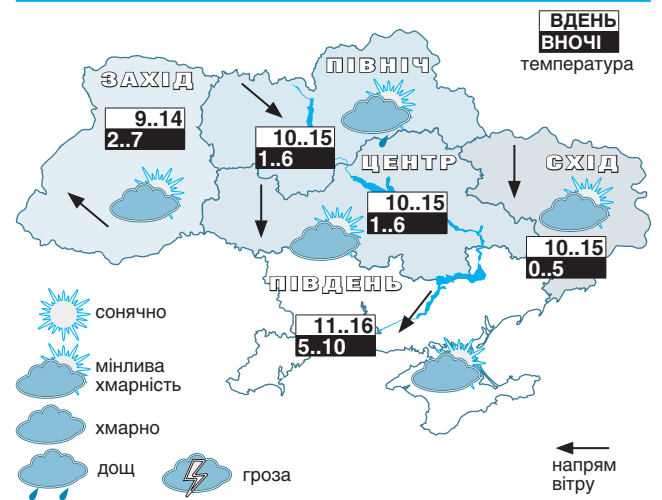 ВДЕНЬ
ВНОЧІ
температура
ПІВНІЧ
ЗАХІД
9..14
2..7
10..15
1..6
ЦЕНТР
СХІД
10..15
1..6
10..15
0..5
ПІВДЕНЬ
11..16
5..10
сонячно
мінлива
хмарність
хмарно
дощ
гроза
напрям
вітру